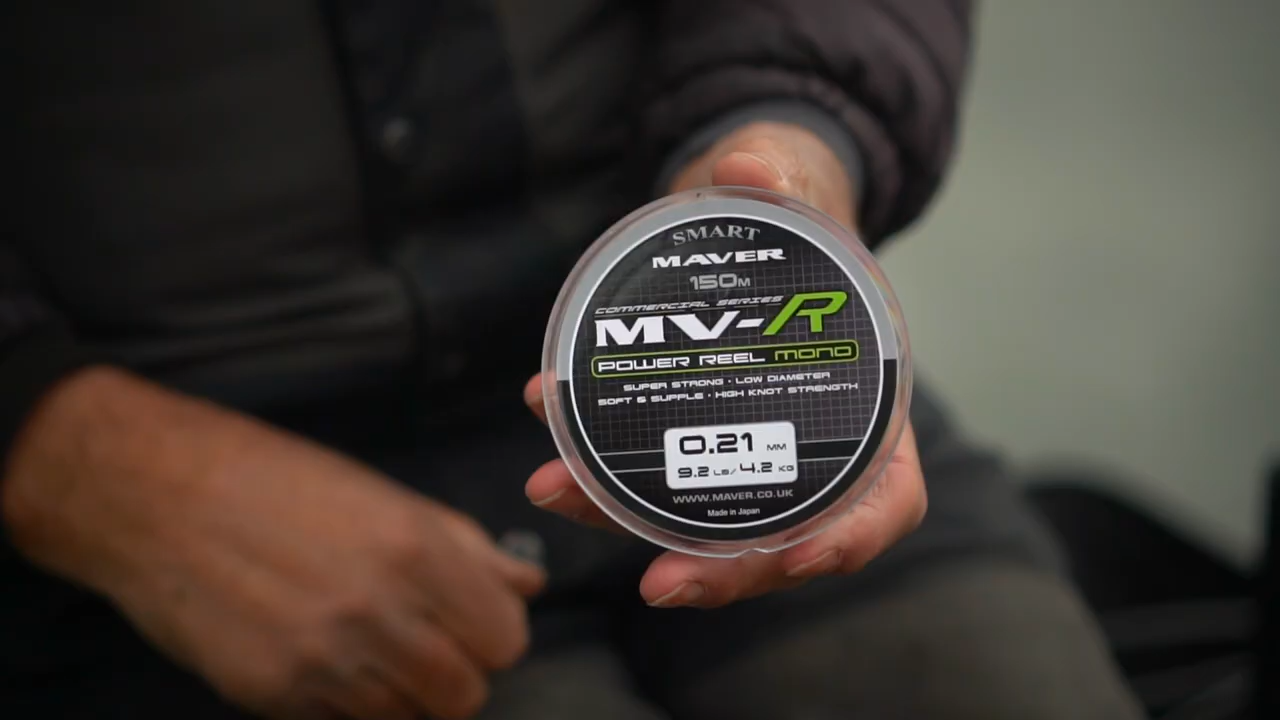 SMART
MAVER
150M
COMMERCIAL SERIES
MV-R
POWER REEL MONO
SUPER STRONG • LOW DIAMETER
SOFT & SUPPLE • HIGH KNOT STRENGTH
0.21 MM
9.2 LB/4.2 KG
WWW.MAVER.CO.UK
Made in Japan